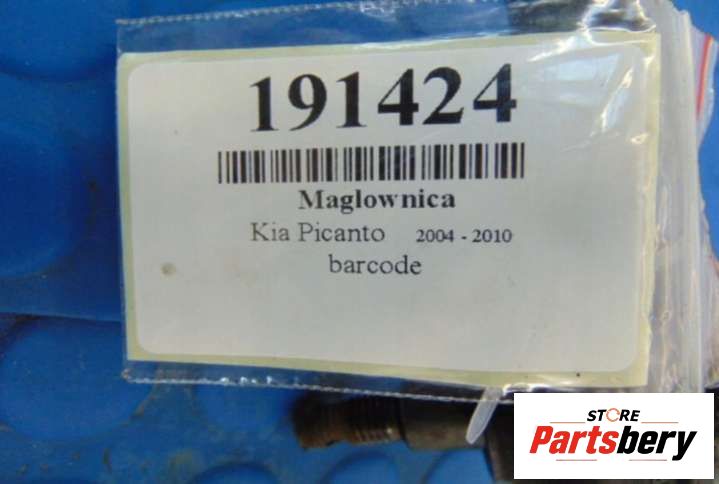 191424
Maglownica
Kia Picanto 2004 - 2010
barcode
STORE
Partsbery